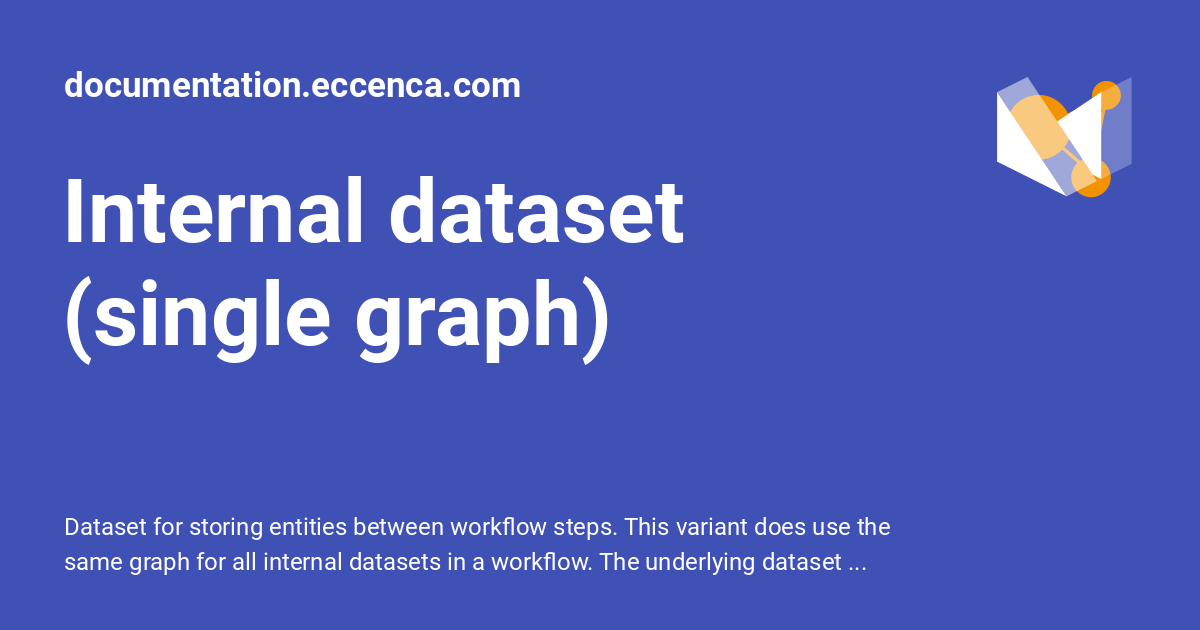 documentation.eccenca.com
Internal dataset
(single graph)
Dataset for storing entities between workflow steps. This variant does use the
same graph for all internal datasets in a workflow. The underlying dataset ...